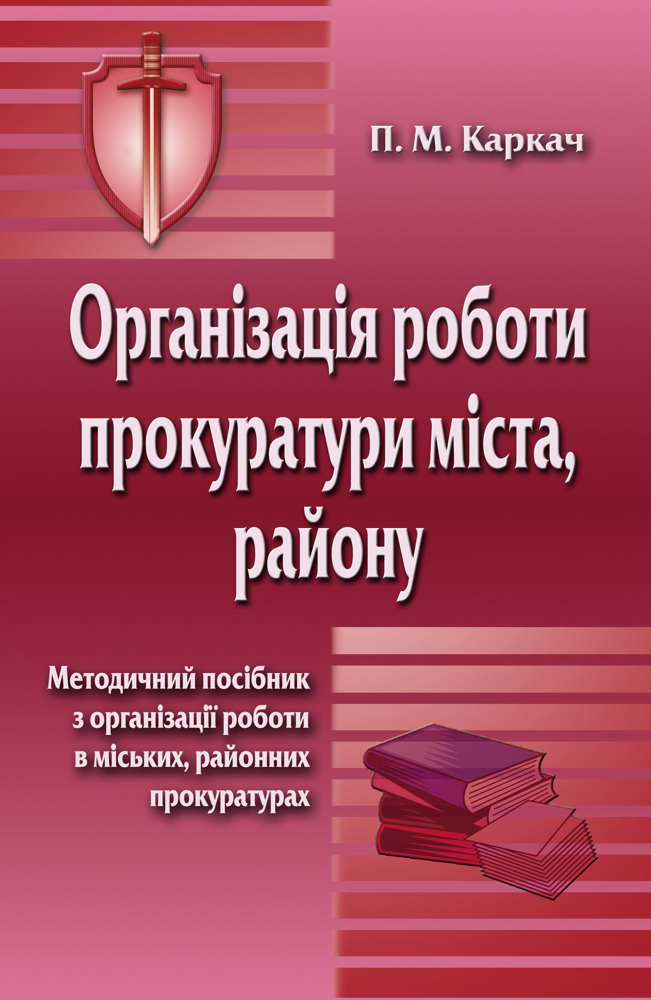 П. М. Каркач
Організація роботи
прокуратури міста,
району
Методичний посібник
з організації роботи
в міських, районних
прокуратурах